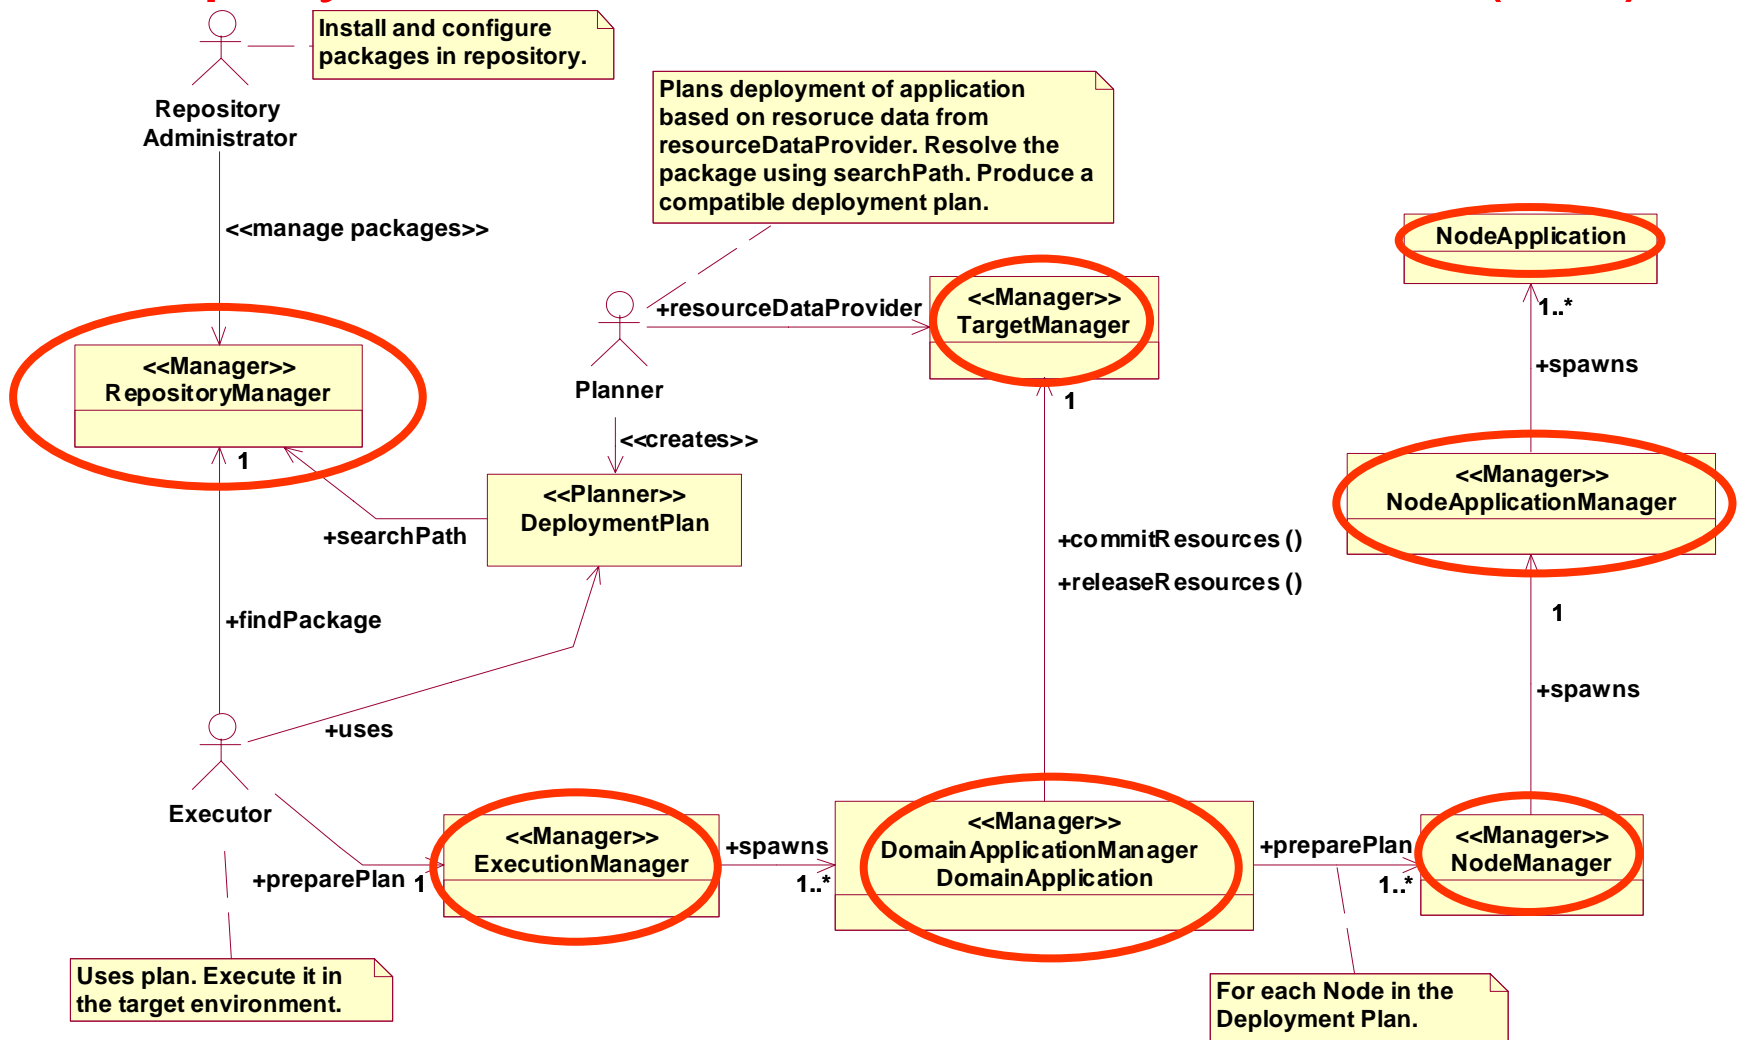 Install and configure
packages in repository.
Repository
Administrator
Plans deployment of application
based on resoruce data from
resourceDataProvider. Resolve the
package using searchPath. Produce a
compatible deployment plan.
<<manage packages>>
NodeApplication
1..*
+resourceDataProvider
<<Manager>>
TargetManager
1
+spawns
<<Manager>>
RepositoryManager
1
Planner
<<creates>>
<<Planner>>
DeploymentPlan
+searchPath
<<Manager>>
NodeApplicationManager
1
+commitResources ()
+releaseResources ()
+findPackage
+spawns
+uses
Executor
+preparePlan
1
<<Manager>>
ExecutionManager
+spawns
1..*
<<Manager>>
DomainApplicationManager
DomainApplication
+preparePlan
1..*
<<Manager>>
NodeManager
Uses plan. Execute it in
the target environment.
For each Node in the
Deployment Plan.